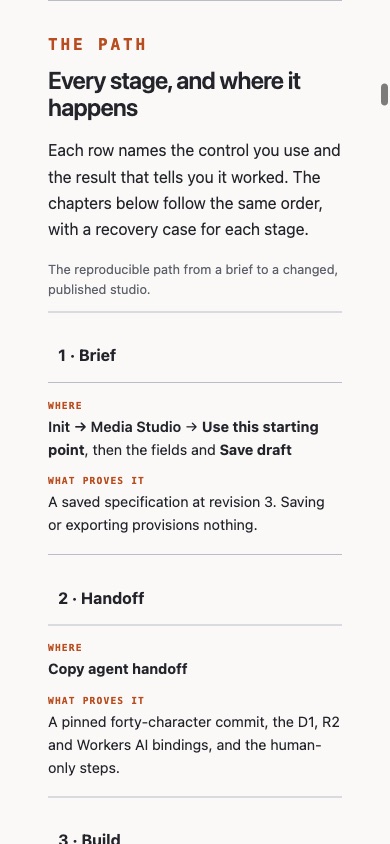 THE PATH
Every stage, and where it
happens
Each row names the control you use and
the result that tells you it worked. The
chapters below follow the same order,
with a recovery case for each stage.
The reproducible path from a brief to a changed,
published studio.
1 · Brief
WHERE
Init → Media Studio → Use this starting
point, then the fields and Save draft
WHAT PROVES IT
A saved specification at revision 3. Saving
or exporting provisions nothing.
2 · Handoff
WHERE
Copy agent handoff
WHAT PROVES IT
A pinned forty-character commit, the D1, R2
and Workers AI bindings, and the human-
only steps.
3 · Build